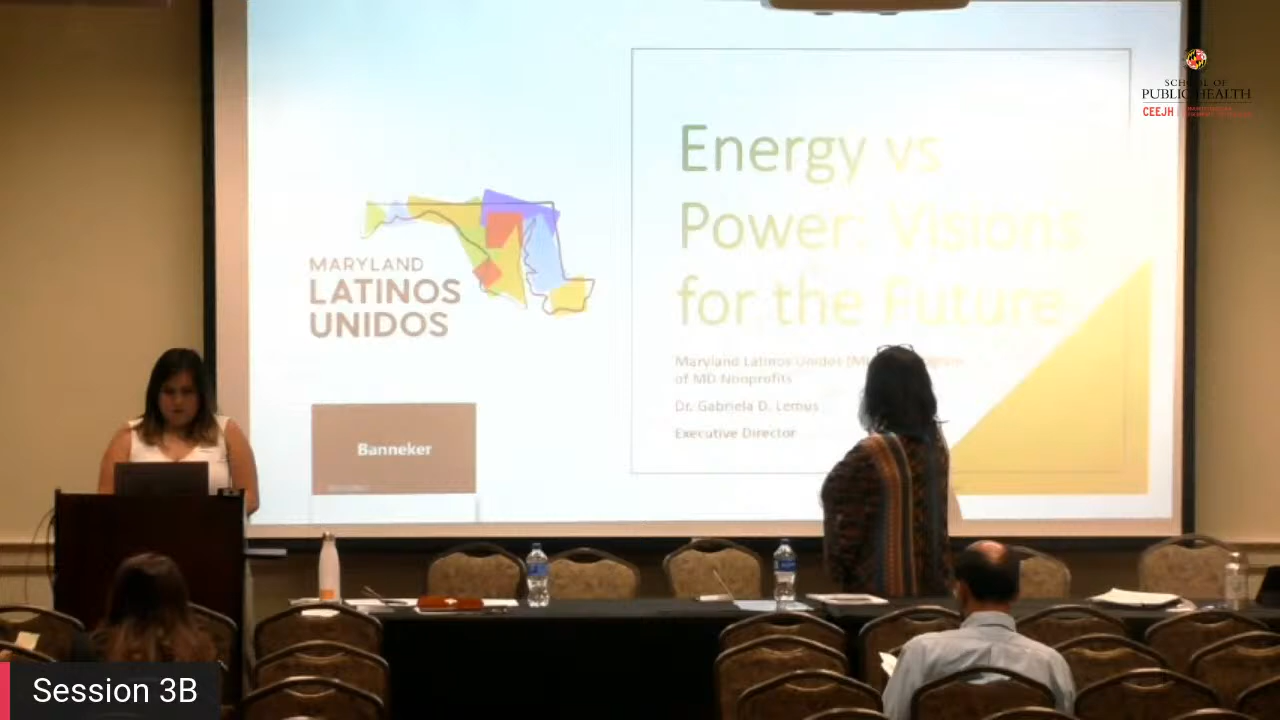 MARYLAND
LATINOS
UNIDOS
Banneker
Energy vs
Power: Visions
for the Future
Maryland Latinos Unidos
of MD Nonprofits
Dr. Gabriela D. Lemus
Executive Director
SCHOOL OF
PUBLIC HEALTH
CEEJH
Session 3B